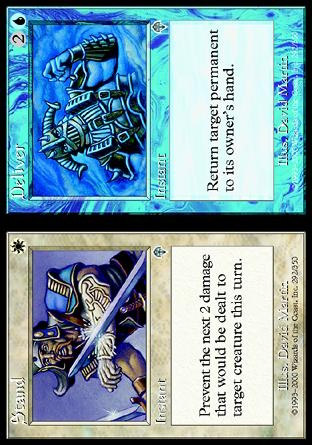 Stand
Instant
Prevent the next 2 damage
that would be dealt to
target creature this turn.
Illus. David Martin
©1993-2000 Wizards of the Coast, Inc. 292/350
Deliver
2
Instant
Return target permanent
to its owner's hand.
Illus. David Martin